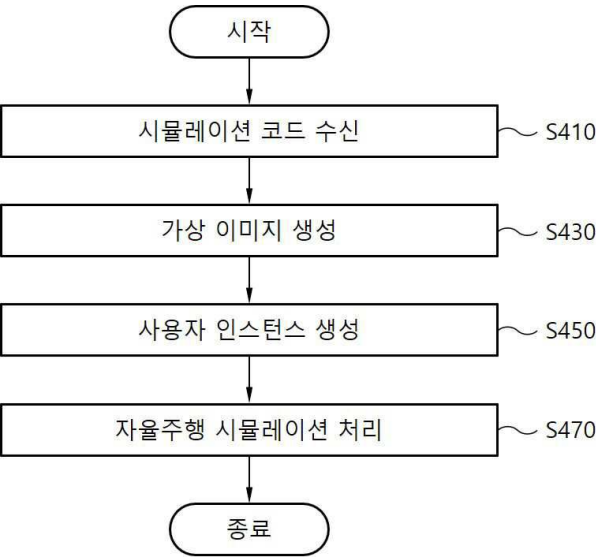 시작
시뮬레이션 코드 수신
S410
가상 이미지 생성
S430
사용자 인스턴스 생성
S450
자율주행 시뮬레이션 처리
S470
종료